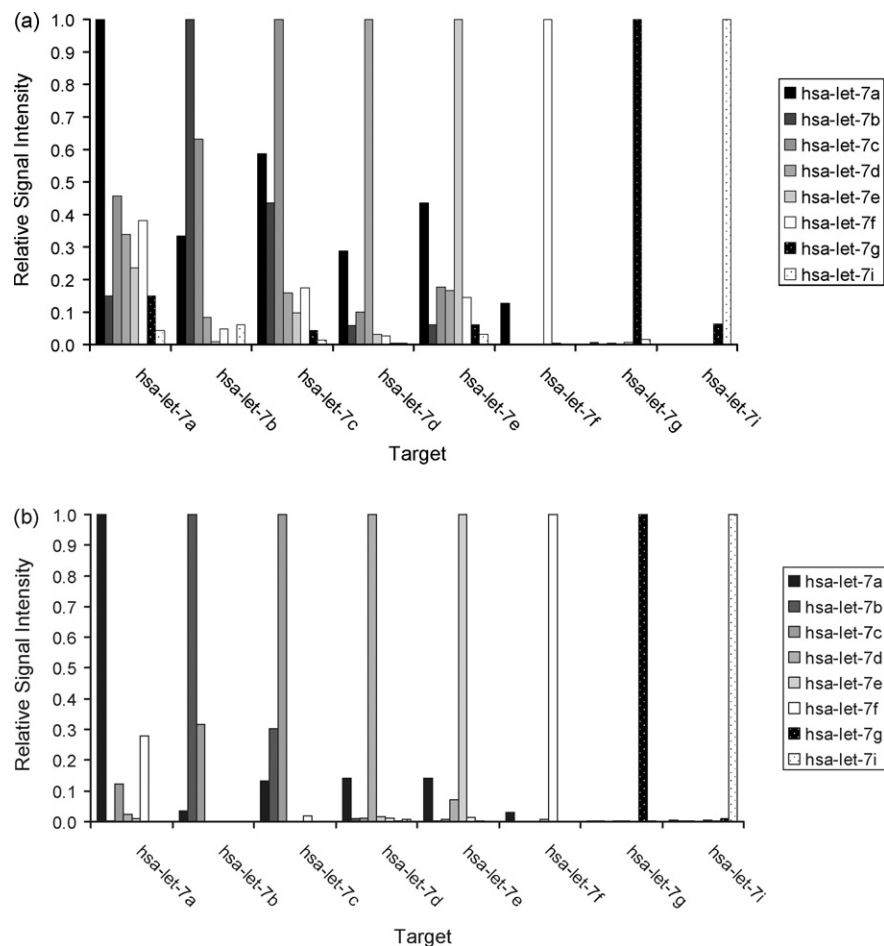 (a)
1.0
0.9
0.8
0.7
0.6
0.5
0.4
0.3
0.2
0.1
0.0
Relative Signal Intensity
hsa-let-7a
hsa-let-7b
hsa-let-7c
hsa-let-7d
hsa-let-7e
hsa-let-7f
hsa-let-7g
hsa-let-7i
Target
hsa-let-7a
hsa-let-7b
hsa-let-7c
hsa-let-7d
hsa-let-7e
hsa-let-7f
hsa-let-7g
hsa-let-7i
(b)
1.0
0.9
0.8
0.7
0.6
0.5
0.4
0.3
0.2
0.1
0.0
Relative Signal Intensity
hsa-let-7a
hsa-let-7b
hsa-let-7c
hsa-let-7d
hsa-let-7e
hsa-let-7f
hsa-let-7g
hsa-let-7i
Target
hsa-let-7a
hsa-let-7b
hsa-let-7c
hsa-let-7d
hsa-let-7e
hsa-let-7f
hsa-let-7g
hsa-let-7i